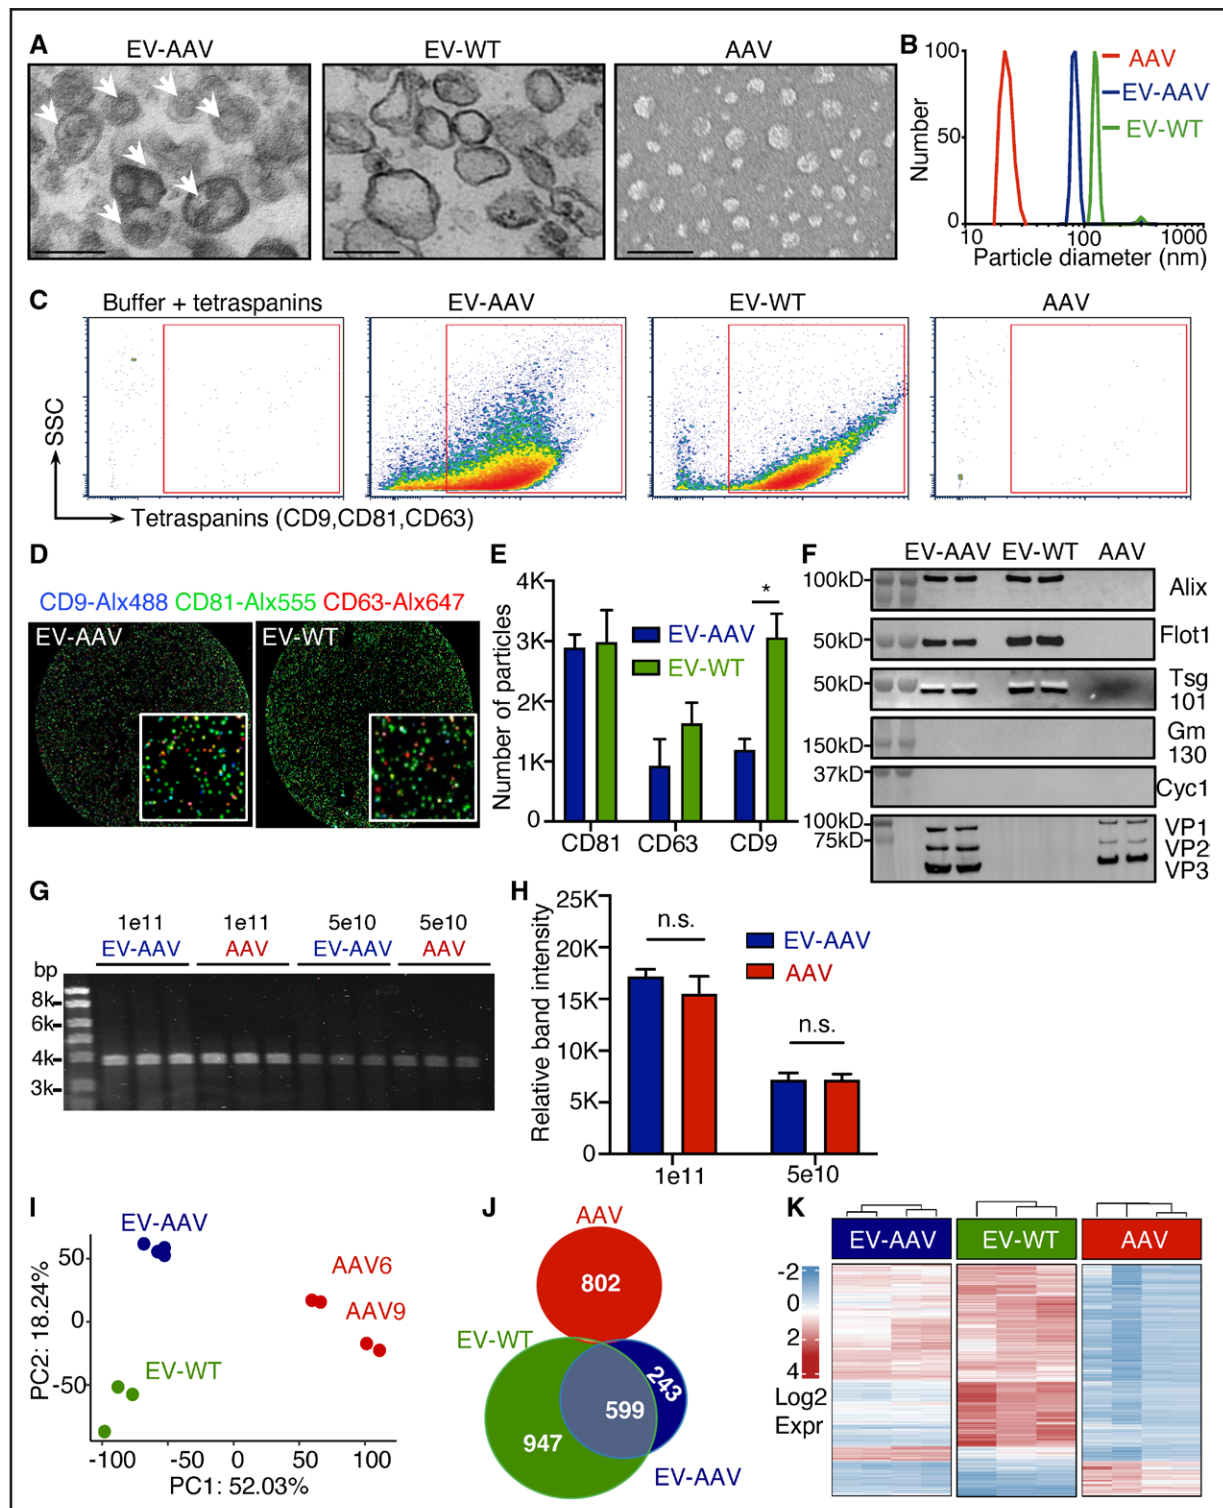 A
EV-AAV
EV-WT
AAV
B
100
50
0
Number
10
100
1000
Particle diameter (nm)
AAV
EV-AAV
EV-WT
C
Buffer + tetraspanins
EV-AAV
EV-WT
AAV
SSC
Tetraspanins (CD9,CD81,CD63)
D
CD9-Alx488 CD81-Alx555 CD63-Alx647
EV-AAV
EV-WT
E
4K
3K
2K
1K
0
Number of particles
*
EV-AAV
EV-WT
CD81
CD63
CD9
F
EV-AAV EV-WT AAV
100kD
Alix
50kD
Flot1
50kD
Tsg
101
150kD
Gm
130
37kD
Cyc1
100kD
75kD
VP1
VP2
VP3
G
1e11 1e11 5e10 5e10
EV-AAV AAV EV-AAV AAV
bp
8k
6k
4k
3k
H
25K
20K
15K
10K
5K
0
Relative band intensity
n.s.
n.s.
EV-AAV
AAV
1e11
5e10
I
EV-AAV
AAV6
AAV9
EV-WT
50
0
-50
PC2: 18.24%
-100 -50 0 50 100
PC1: 52.03%
J
AAV
802
EV-WT
243
599
947
EV-AAV
K
EV-AAV
EV-WT
AAV
-2
0
2
4
Log2
Expr